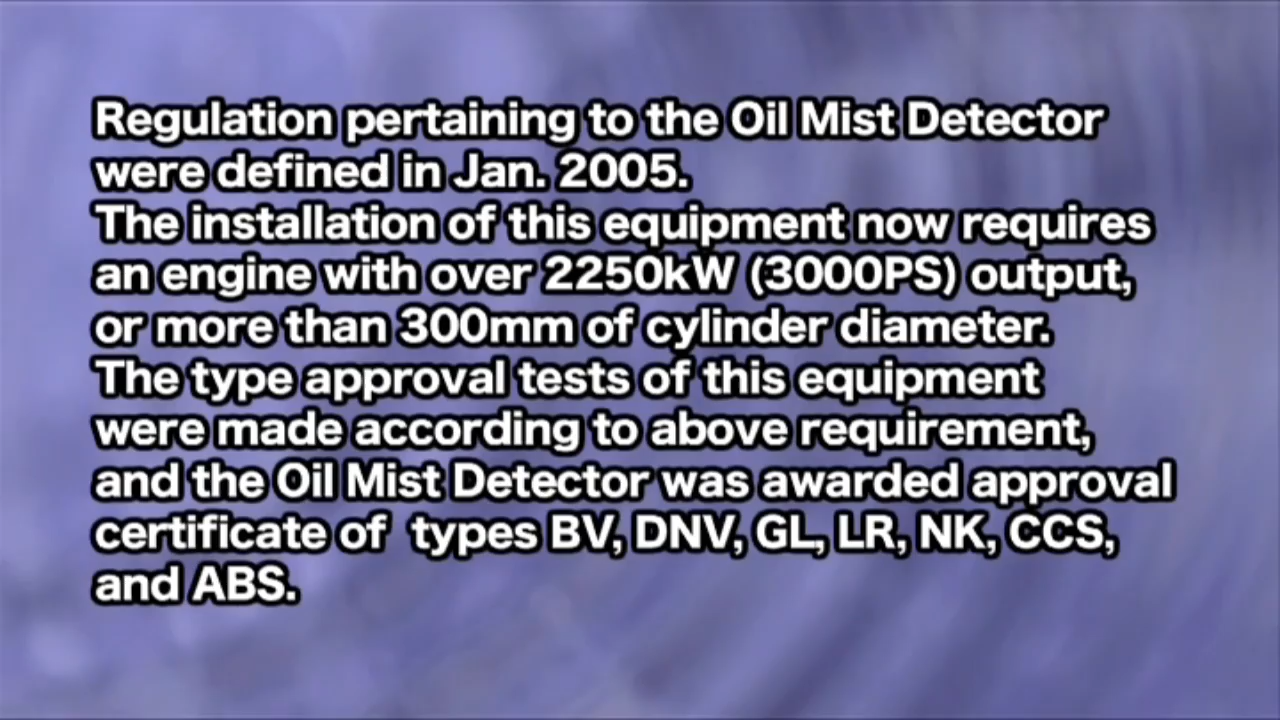 Regulation pertaining to the Oil Mist Detector
were defined in Jan. 2005.
The installation of this equipment now requires
an engine with over 2250kW (3000PS) output,
or more than 300mm of cylinder diameter.
The type approval tests of this equipment
were made according to above requirement,
and the Oil Mist Detector was awarded approval
certificate of types BV, DNV, GL, LR, NK, CCS,
and ABS.